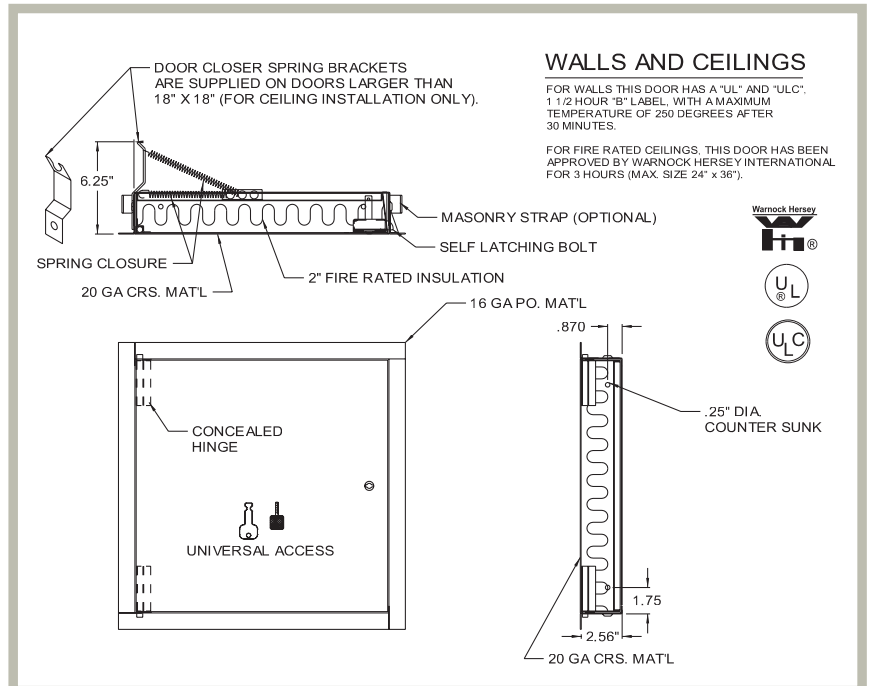 DOOR CLOSER SPRING BRACKETS
ARE SUPPLIED ON DOORS LARGER THAN
18" X 18" (FOR CEILING INSTALLATION ONLY).
WALLS AND CEILINGS
FOR WALLS THIS DOOR HAS A "UL" AND "ULC",
1 1/2 HOUR "B" LABEL, WITH A MAXIMUM
TEMPERATURE OF 250 DEGREES AFTER
30 MINUTES.
FOR FIRE RATED CEILINGS, THIS DOOR HAS BEEN
APPROVED BY WARNOCK HERSEY INTERNATIONAL
FOR 3 HOURS (MAX. SIZE 24" x 36").
6.25"
MASONRY STRAP (OPTIONAL)
SELF LATCHING BOLT
SPRING CLOSURE
2" FIRE RATED INSULATION
20 GA CRS. MAT'L
16 GA PO. MAT'L
Warnock Hersey
®
UL
®
ULC
.870
.25" DIA.
COUNTER SUNK
CONCEALED
HINGE
UNIVERSAL ACCESS
1.75
2.56"
20 GA CRS. MAT'L